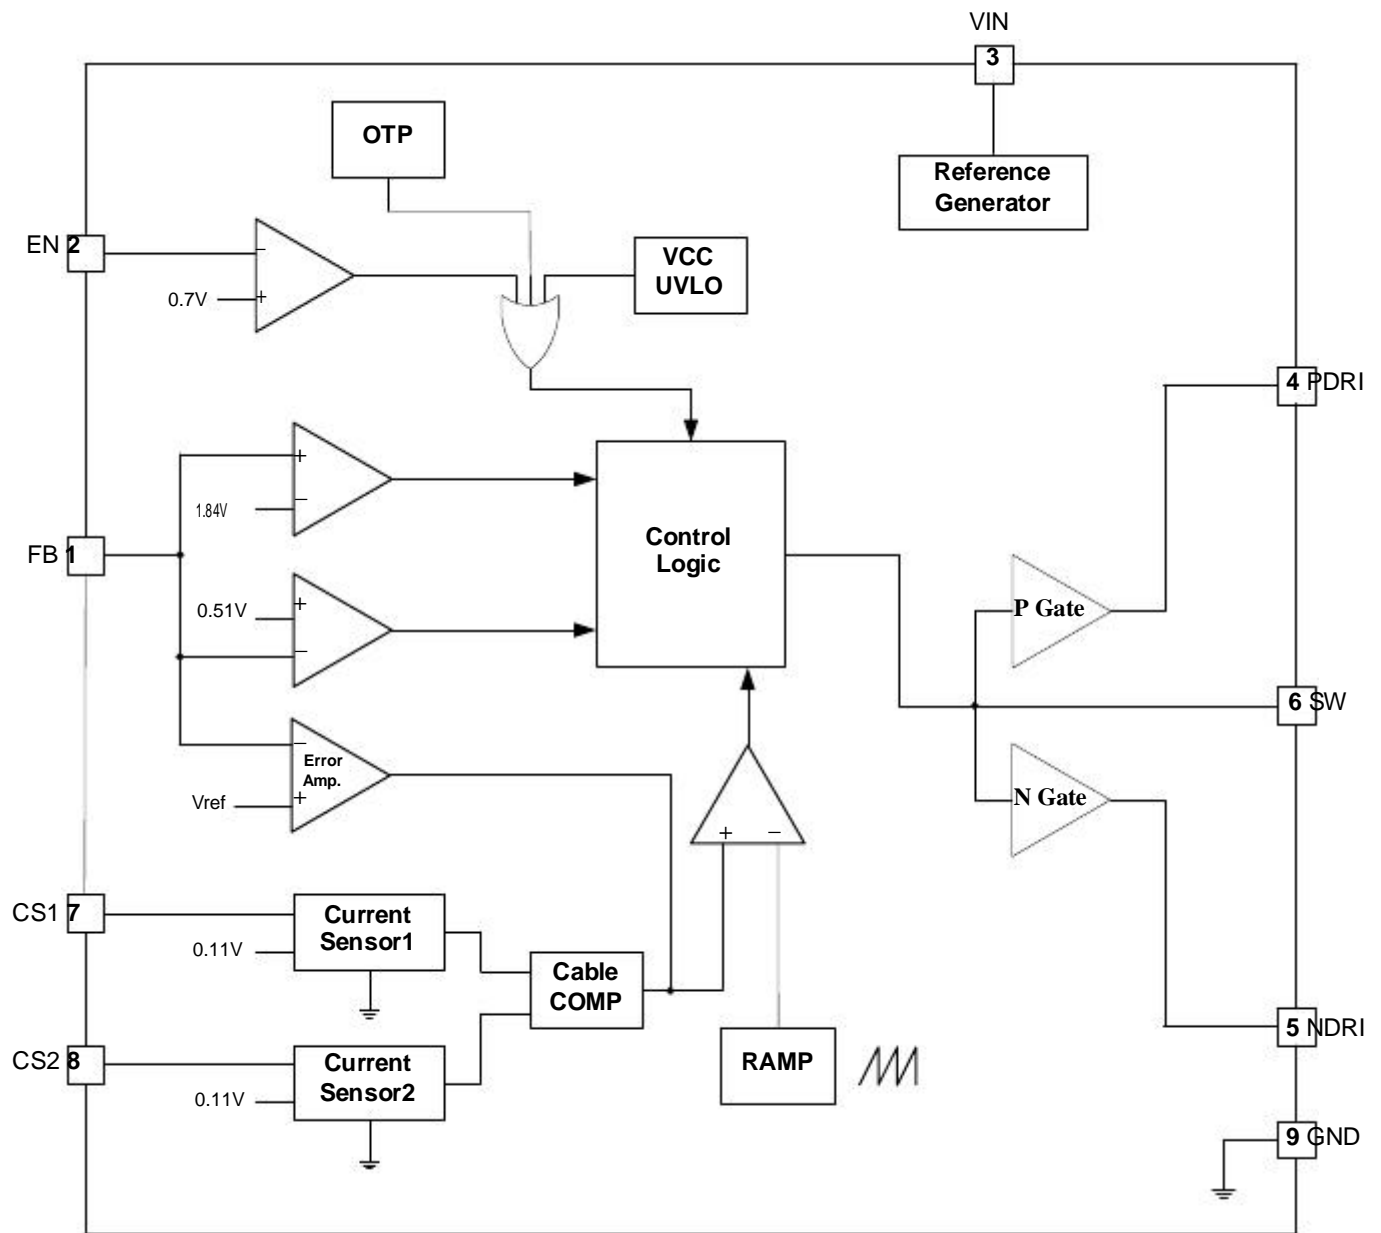 VIN
3
OTP
Reference
Generator
EN 2
−
+
0.7V
VCC
UVLO
4 PDRI
+
−
1.84V
Control
Logic
FB 1
0.51V
+
−
P Gate
6 SW
−
Error
Amp.
+
Vref
N Gate
+ −
CS1 7
Current
Sensor1
0.11V
Cable
COMP
5 NDRI
CS2 8
Current
Sensor2
0.11V
RAMP
9 GND